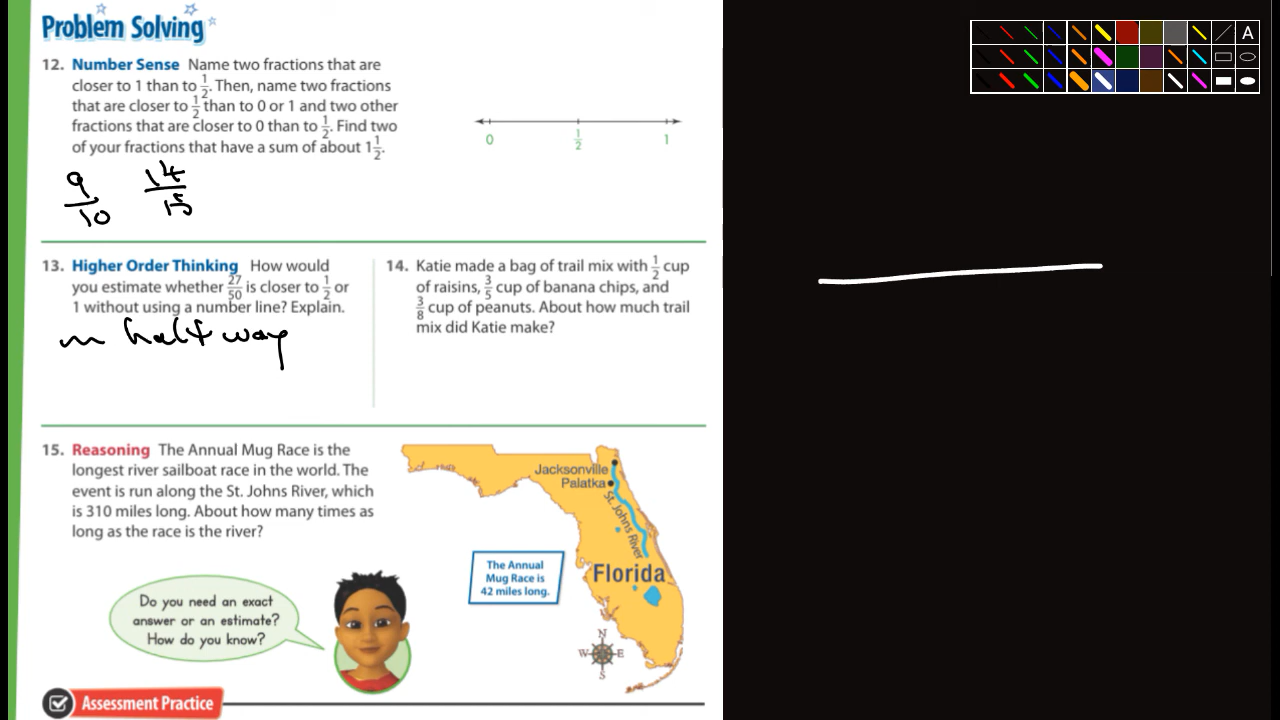 Problem Solving
12. Number Sense Name two fractions that are
closer to 1 than to 1/2. Then, name two fractions
that are closer to 1/2 than to 0 or 1 and two other
fractions that are closer to 0 than to 1/2. Find two
of your fractions that have a sum of about 1 1/2.
0 1/2 1
9/10 14/15
13. Higher Order Thinking How would
you estimate whether 27/50 is closer to 1/2 or
1 without using a number line? Explain.
half way
14. Katie made a bag of trail mix with 1/2 cup
of raisins, 3/5 cup of banana chips, and
3/8 cup of peanuts. About how much trail
mix did Katie make?
15. Reasoning The Annual Mug Race is the
longest river sailboat race in the world. The
event is run along the St. Johns River, which
is 310 miles long. About how many times as
long as the race is the river?
Jacksonville
Palatka
St. Johns River
Florida
The Annual
Mug Race is
42 miles long.
N
W E
S
Do you need an exact
answer or an estimate?
How do you know?
Assessment Practice
A